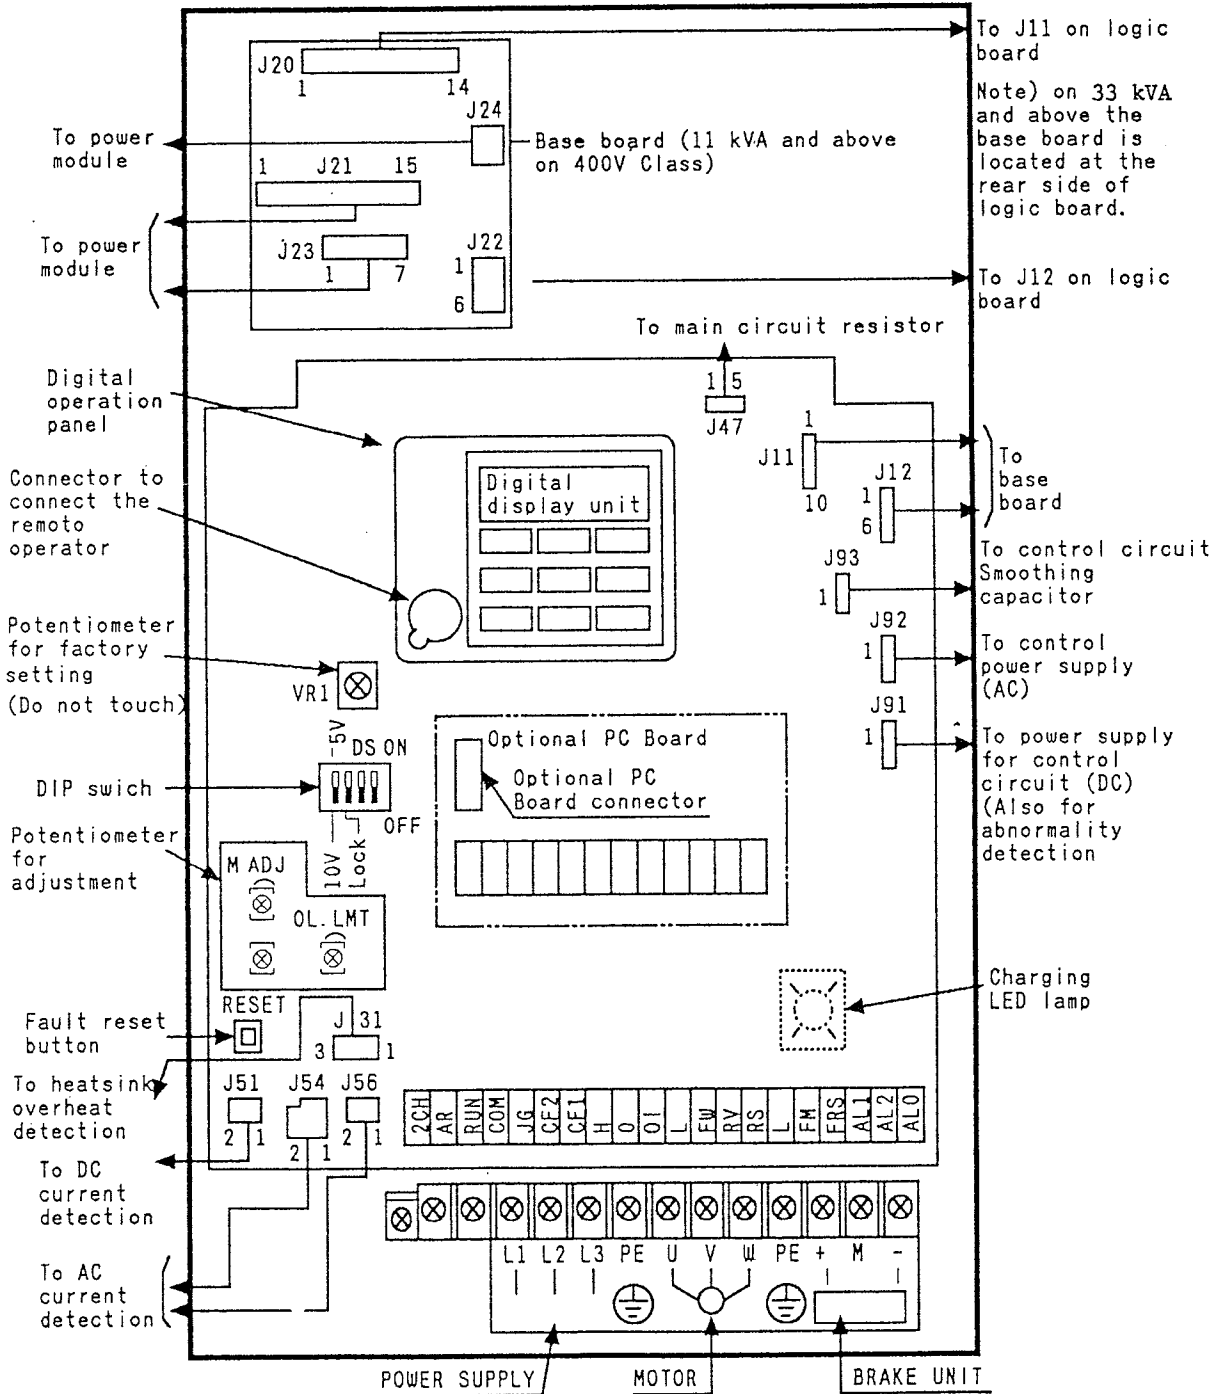 To J11 on logic
board
J20
1
14
Note) on 33 kVA
and above the
base board is
located at the
rear side of
logic board.
J24
To power
module
Base board (11 kVA and above
on 400V Class)
1
J21
15
To power
module
J23
1
7
J22
1
6
To J12 on logic
board
To main circuit resistor
1 5
J47
1
J11
10
J12
1
6
To
base
board
Digital
operation
panel
Digital
display unit
Connector to
connect the
remoto
operator
J93
1
To control circuit
Smoothing
capacitor
J92
1
To control
power supply
(AC)
Potentiometer
for factory
setting
(Do not touch)
VR1
J91
1
To power supply
for control
circuit (DC)
(Also for
abnormality
detection
-5V
DS ON
DIP swich
OFF
10V
Lock
Optional PC Board
Optional PC
Board connector
Potentiometer
for
adjustment
M ADJ
OL. LMT
Charging
LED lamp
RESET
Fault reset
button
J 31
3
1
To heatsink
overheat
detection
J51
2 1
J54
2 1
J56
2 1
2CH
AR
RUN
COM
JG
CF2
CF1
H
O
OI
L
FW
RV
RS
L
FM
FRS
AL1
AL2
AL0
To DC
current
detection
To AC
current
detection
L1 L2 L3 PE U V W PE + M -
POWER SUPPLY
MOTOR
BRAKE UNIT